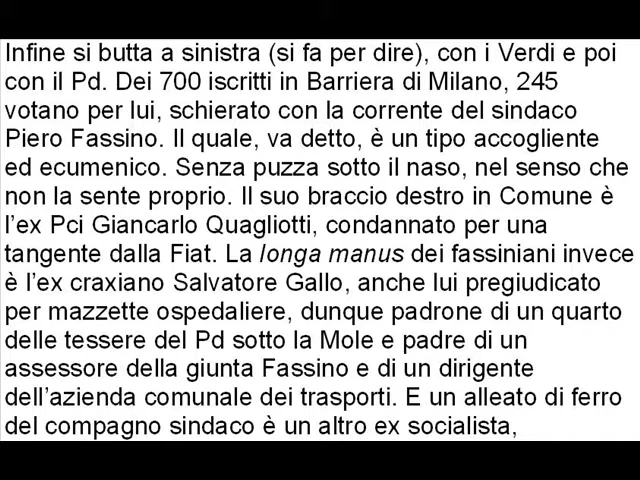 Infine si butta a sinistra (si fa per dire), con i Verdi e poi
con il Pd. Dei 700 iscritti in Barriera di Milano, 245
votano per lui, schierato con la corrente del sindaco
Piero Fassino. Il quale, va detto, è un tipo accogliente
ed ecumenico. Senza puzza sotto il naso, nel senso che
non la sente proprio. Il suo braccio destro in Comune è
l’ex Pci Giancarlo Quagliotti, condannato per una
tangente dalla Fiat. La longa manus dei fassiniani invece
è l’ex craxiano Salvatore Gallo, anche lui pregiudicato
per mazzette ospedaliere, dunque padrone di un quarto
delle tessere del Pd sotto la Mole e padre di un
assessore della giunta Fassino e di un dirigente
dell’azienda comunale dei trasporti. E un alleato di ferro
del compagno sindaco è un altro ex socialista,